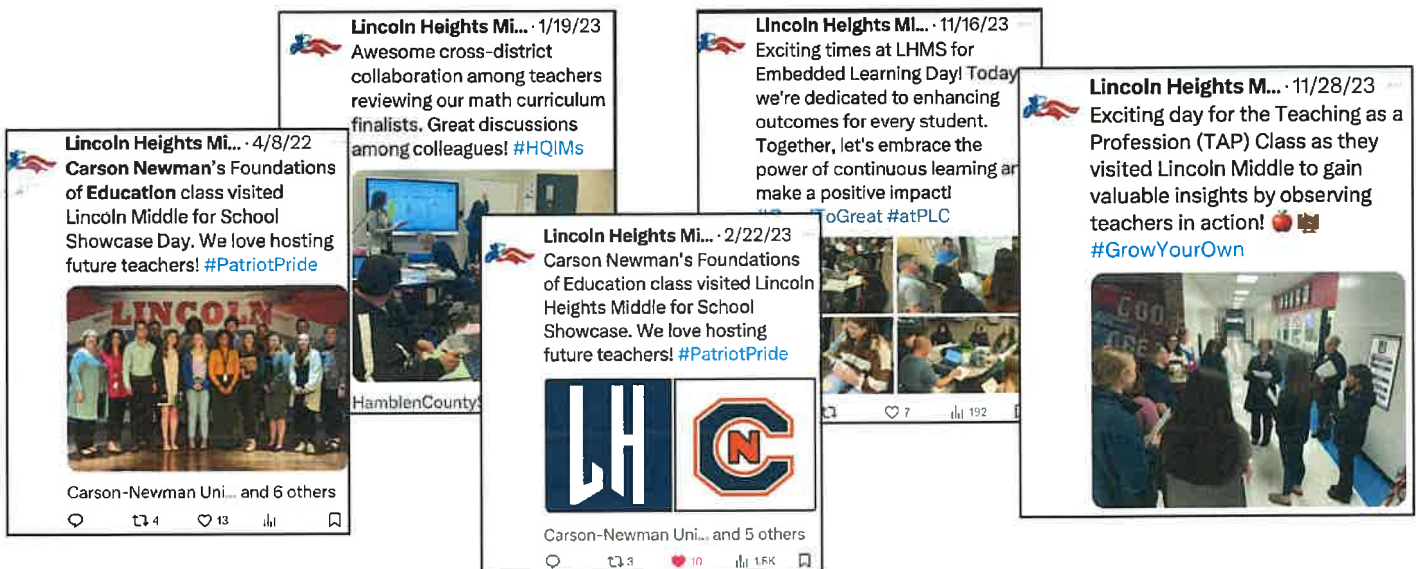 Lincoln Heights Mi... · 4/8/22
Carson Newman's Foundations
of Education class visited
Lincoln Middle for School
Showcase Day. We love hosting
future teachers! #PatriotPride
LINCOLN
Carson-Newman Uni... and 6 others
4 13
Lincoln Heights Mi... · 1/19/23
Awesome cross-district
collaboration among teachers
reviewing our math curriculum
finalists. Great discussions
among colleagues! #HQIMs
HamblenCounty
Lincoln Heights Mi... · 2/22/23
Carson Newman's Foundations
of Education class visited Lincoln
Heights Middle for School
Showcase. We love hosting
future teachers! #PatriotPride
LH
CN
Carson-Newman Uni... and 5 others
3 10 1.5K
Lincoln Heights Mi... · 11/16/23
Exciting times at LHMS for
Embedded Learning Day! Today
we're dedicated to enhancing
outcomes for every student.
Together, let's embrace the
power of continuous learning
make a positive impact!
ToGreat #atPLC
7 192
Lincoln Heights M... · 11/28/23
Exciting day for the Teaching as a
Profession (TAP) Class as they
visited Lincoln Middle to gain
valuable insights by observing
teachers in action!
#GrowYourOwn